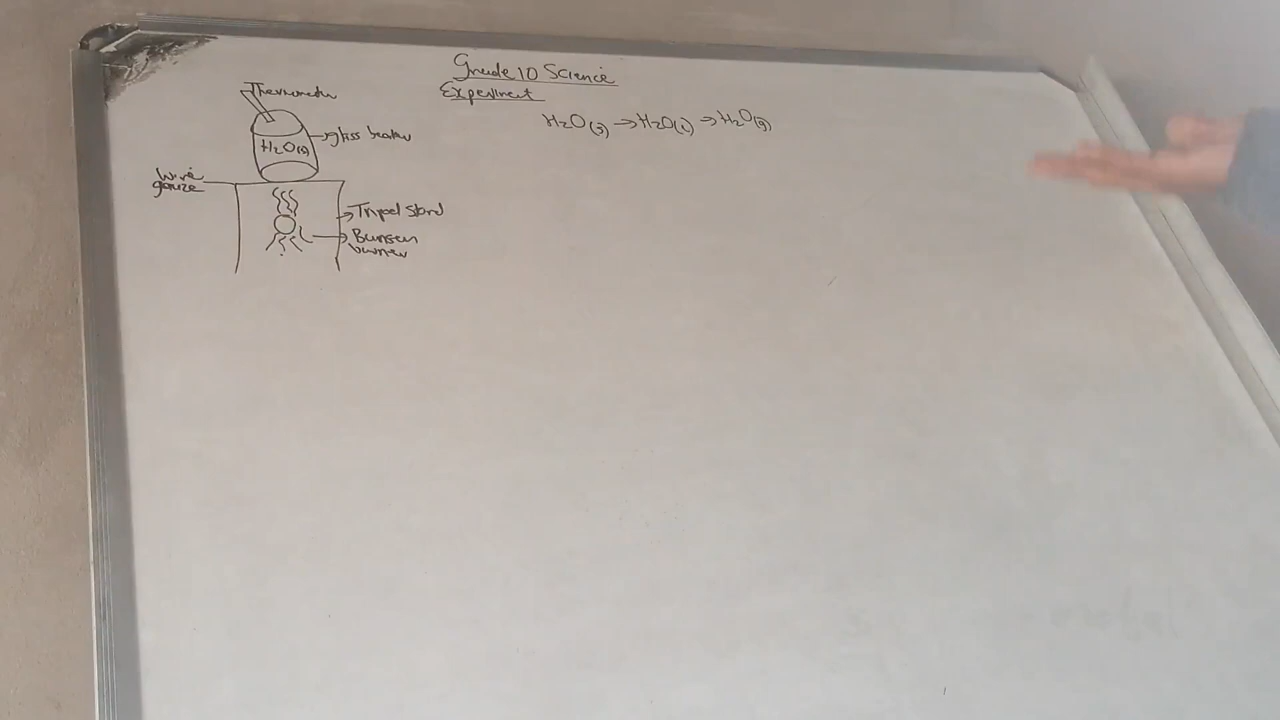 Grade 10 Science
Experiment
H₂O(s) → H₂O(l) → H₂O(g)
Thermometer
glass beaker
H₂O(s)
Wire
gauze
Tripod stand
Bunsen
burner